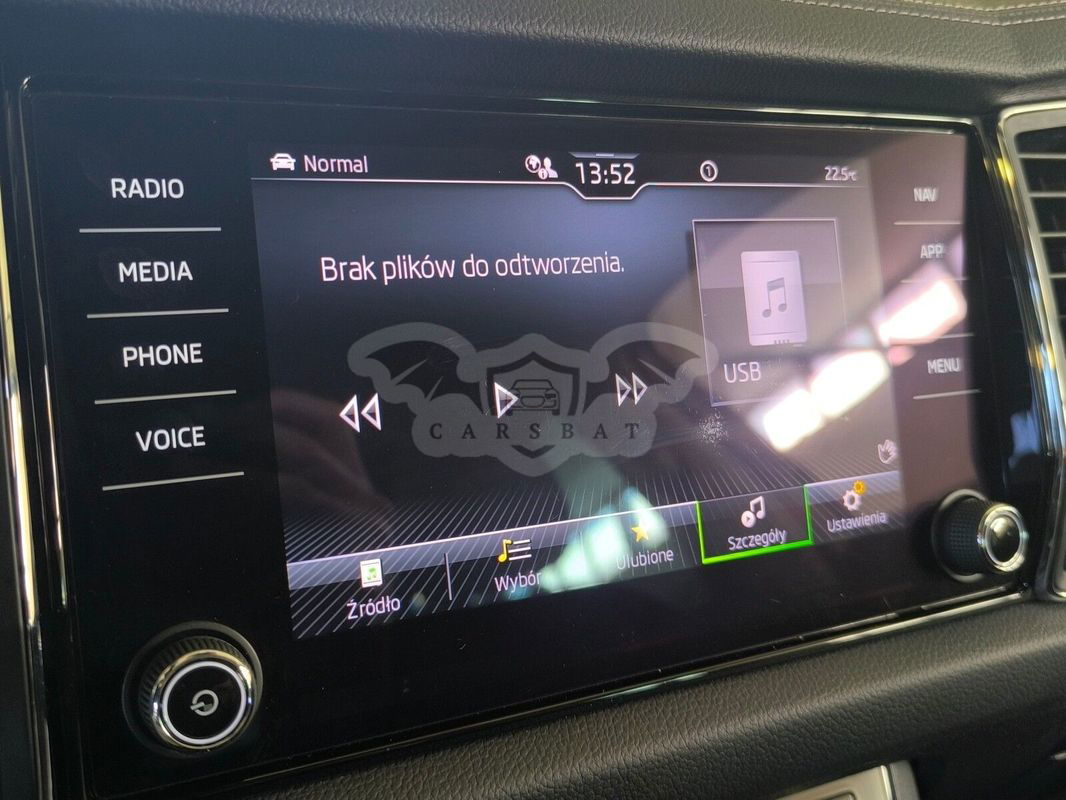 Normal
13:52
1
22.5°C
RADIO
MEDIA
PHONE
VOICE
NAV
APP
MENU
Brak plików do odtworzenia.
USB
CARSBAT
Źródło
Wybór
Ulubione
Szczegóły
Ustawienia